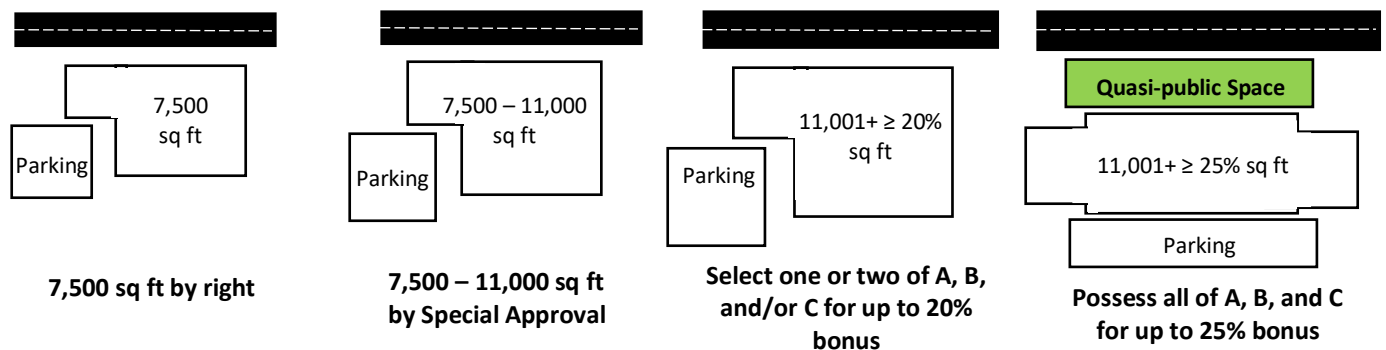 7,500
sq ft
Parking
7,500 sq ft by right
7,500 – 11,000
sq ft
Parking
7,500 – 11,000 sq ft
by Special Approval
11,001+ ≥ 20%
sq ft
Parking
Select one or two of A, B,
and/or C for up to 20%
bonus
Quasi-public Space
11,001+ ≥ 25% sq ft
Parking
Possess all of A, B, and C
for up to 25% bonus